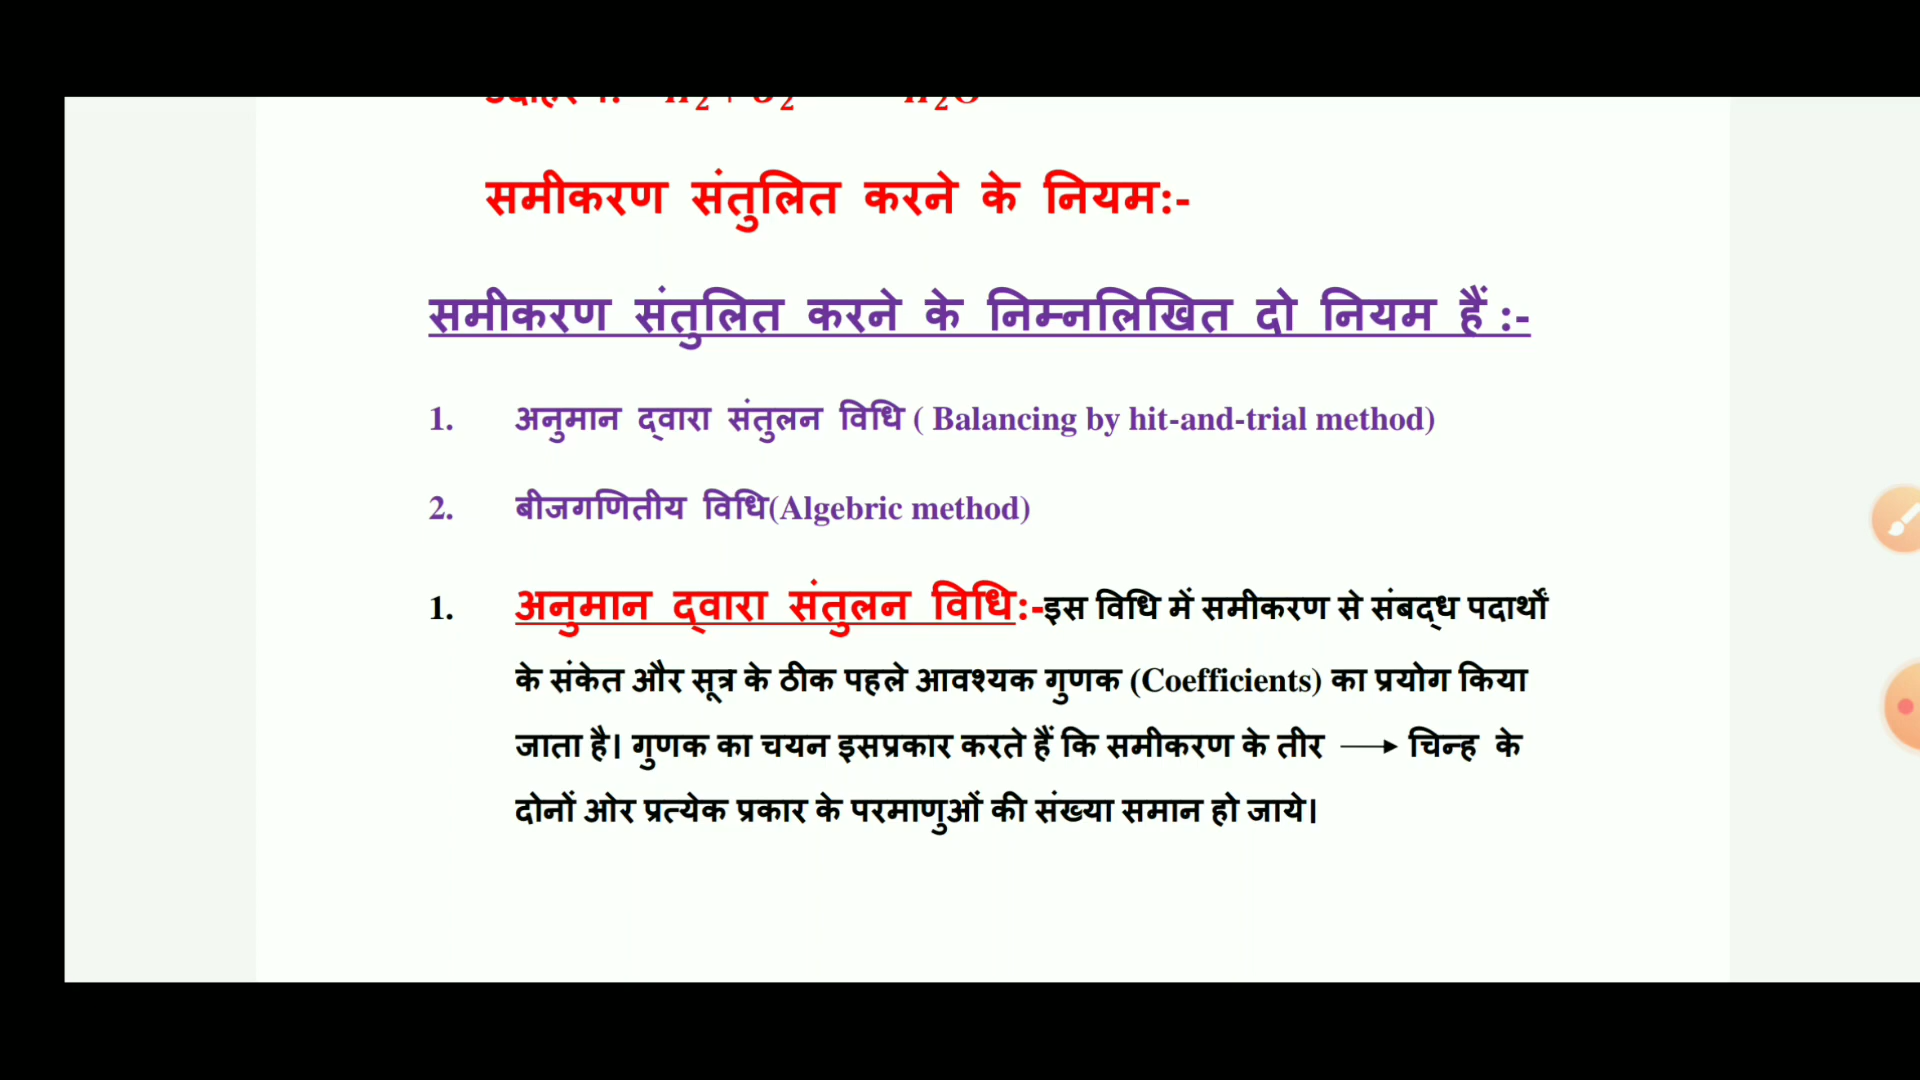 समीकरण संतुलित करने के नियम:-
समीकरण संतुलित करने के निम्नलिखित दो नियम हैं :-
1. अनुमान द्वारा संतुलन विधि ( Balancing by hit-and-trial method)
2. बीजगणितीय विधि(Algebric method)
1. अनुमान द्वारा संतुलन विधि:-इस विधि में समीकरण से संबद्ध पदार्थों
के संकेत और सूत्र के ठीक पहले आवश्यक गुणक (Coefficients) का प्रयोग किया
जाता है। गुणक का चयन इसप्रकार करते हैं कि समीकरण के तीर ⟶ चिन्ह के
दोनों ओर प्रत्येक प्रकार के परमाणुओं की संख्या समान हो जाये।